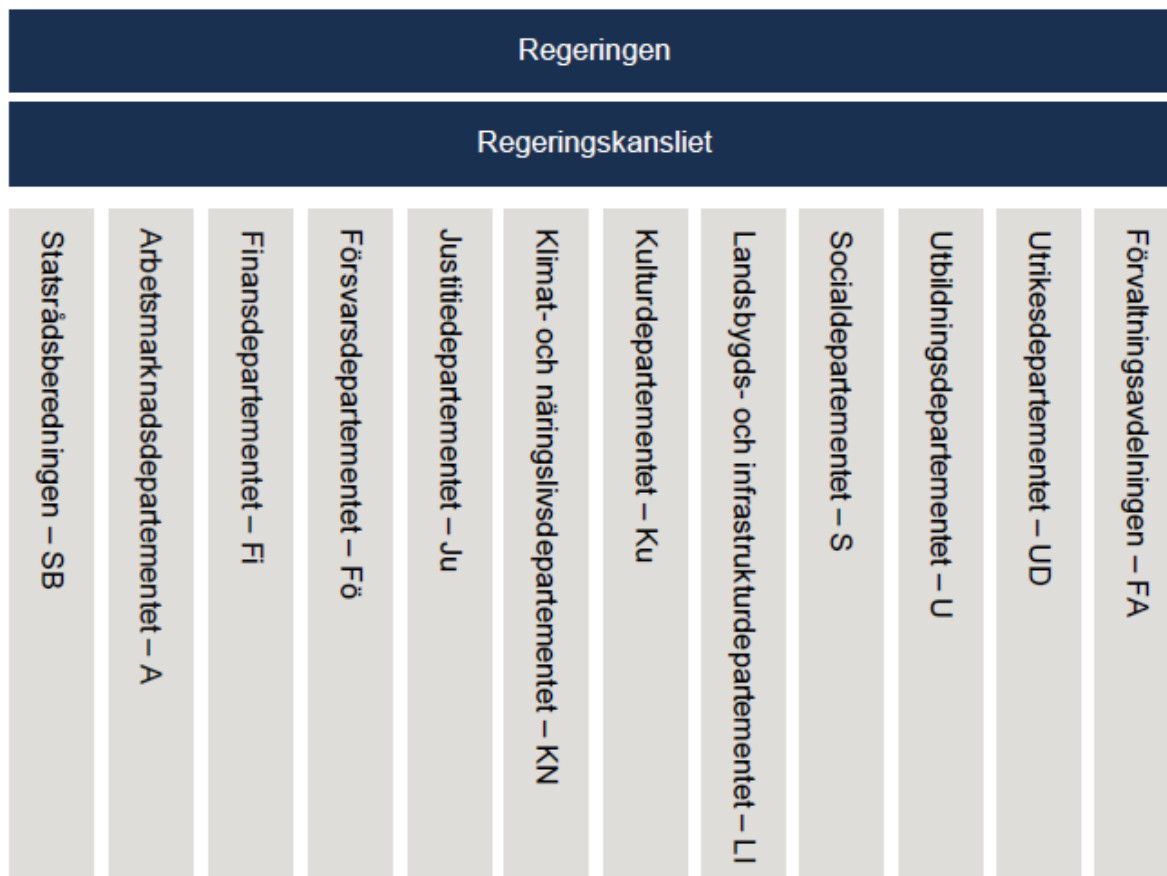 Regeringen
Regeringskansliet
Statsrådsberedningen – SB
Arbetsmarknadsdepartementet – A
Finansdepartementet – Fi
Försvarsdepartementet – Fö
Justitiedepartementet – Ju
Klimat- och näringslivsdepartementet – KN
Kulturdepartementet – Ku
Landsbygds- och infrastrukturdepartementet – LI
Socialdepartementet – S
Utbildningsdepartementet – U
Utrikesdepartementet – UD
Förvaltningsavdelningen – FA